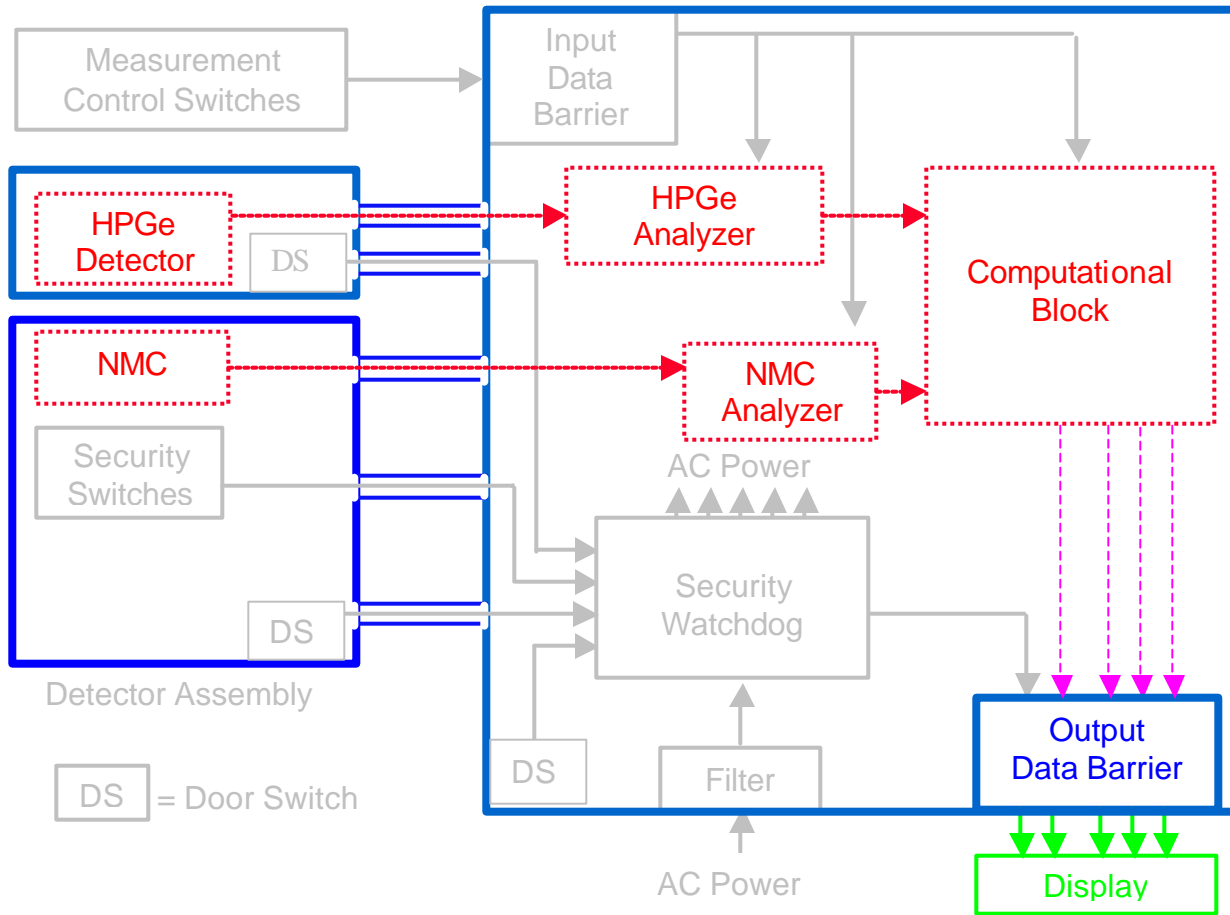 Measurement
Control Switches
Input
Data
Barrier
HPGe
Detector
DS
HPGe
Analyzer
Computational
Block
NMC
NMC
Analyzer
Security
Switches
AC Power
Security
Watchdog
DS
Detector Assembly
DS
Filter
Output
Data Barrier
DS
= Door Switch
AC Power
Display